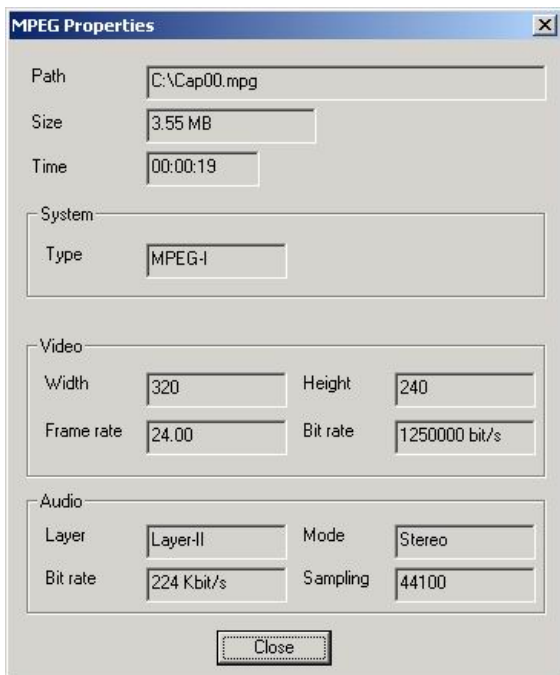 MPEG Properties
Path C:\Cap00.mpg
Size 3.55 MB
Time 00:00:19
System
Type MPEG-I
Video
Width 320 Height 240
Frame rate 24.00 Bit rate 1250000 bit/s
Audio
Layer Layer-II Mode Stereo
Bit rate 224 Kbit/s Sampling 44100
Close